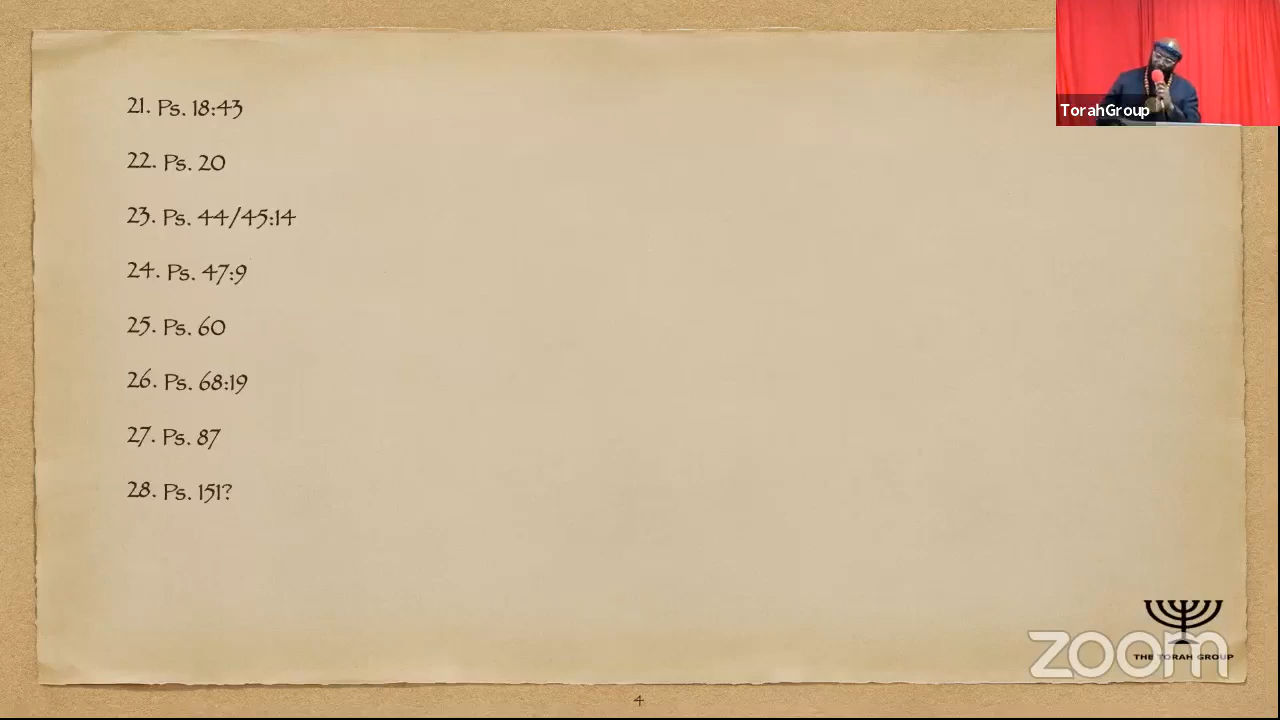 TorahGroup
21. Ps. 18:43
22. Ps. 20
23. Ps. 44/45:14
24. Ps. 47:9
25. Ps. 60
26. Ps. 68:19
27. Ps. 87
28. Ps. 151?
zoom
THE TORAH GROUP
4